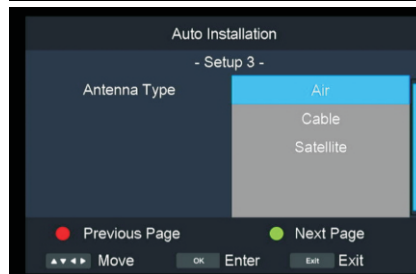 Auto Installation
- Setup 3 -
Antenna Type Air
Cable
Satellite
Previous Page Next Page
Move OK Enter Exit Exit